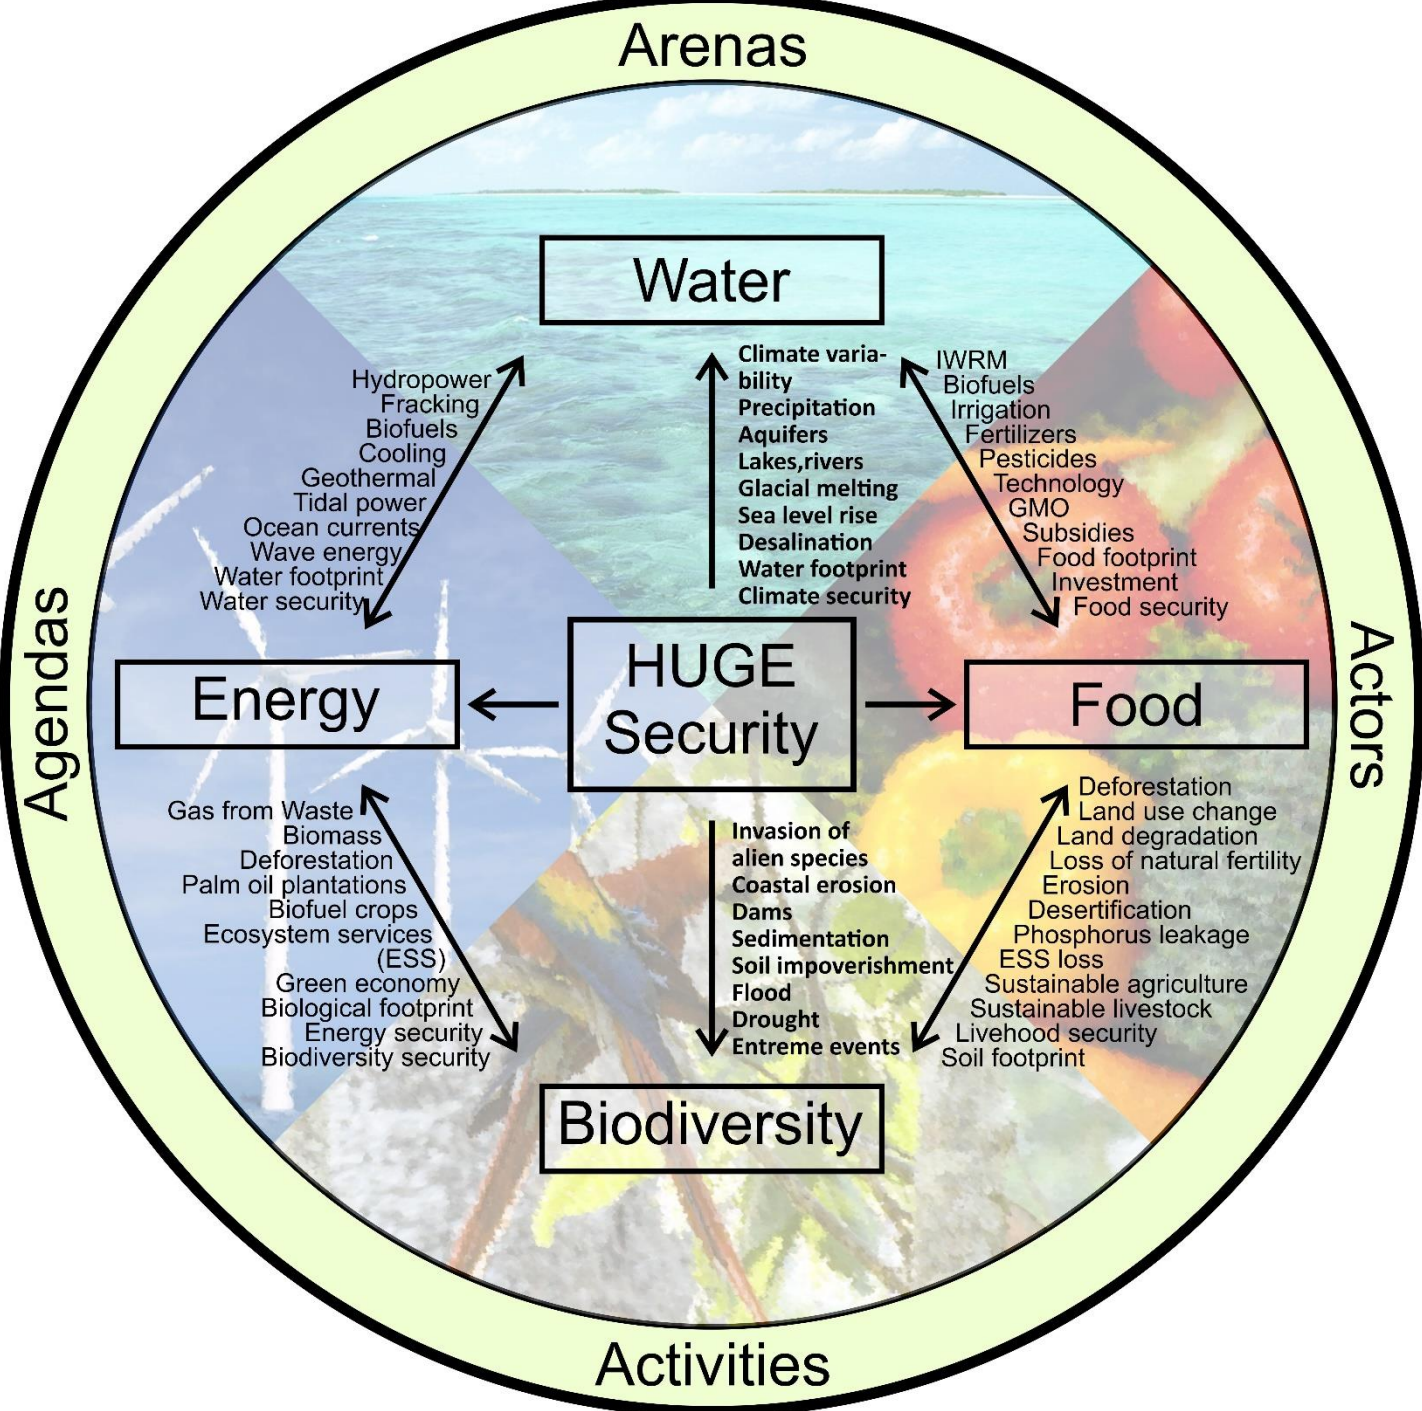 Arenas
Water
Hydropower
Fracking
Biofuels
Cooling
Geothermal
Tidal power
Ocean currents
Wave energy
Water footprint
Water security
Climate varia-
bility
Precipitation
Aquifers
Lakes,rivers
Glacial melting
Sea level rise
Desalination
Water footprint
Climate security
IWRM
Biofuels
Irrigation
Fertilizers
Pesticides
Technology
GMO
Subsidies
Food footprint
Investment
Food security
Agendas
Energy
HUGE
Security
Food
Actors
Gas from Waste
Biomass
Deforestation
Palm oil plantations
Biofuel crops
Ecosystem services
(ESS)
Green economy
Biological footprint
Energy security
Biodiversity security
Invasion of
alien species
Coastal erosion
Dams
Sedimentation
Soil impoverishment
Flood
Drought
Entreme events
Deforestation
Land use change
Land degradation
Loss of natural fertility
Erosion
Desertification
Phosphorus leakage
ESS loss
Sustainable agriculture
Sustainable livestock
Livehood security
Soil footprint
Biodiversity
Activities